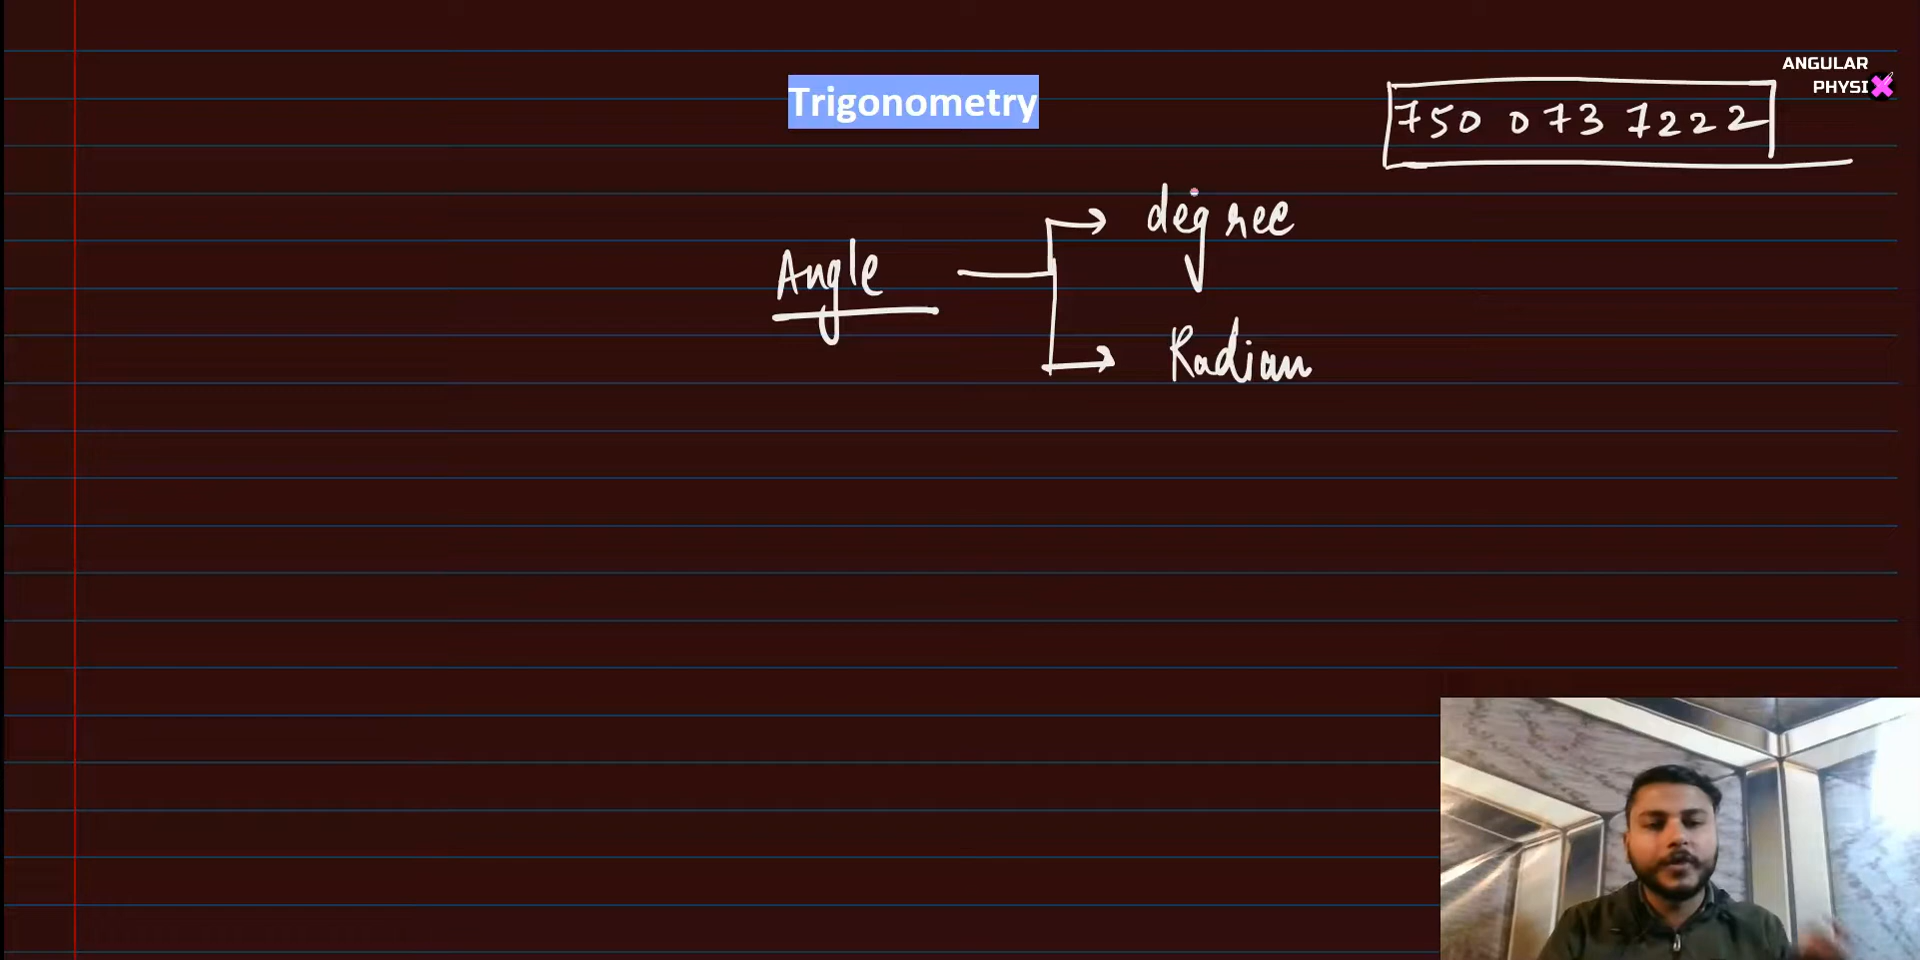 ANGULAR
PHYSI
Trigonometry
750 073 7222
degree
Angle
Radian